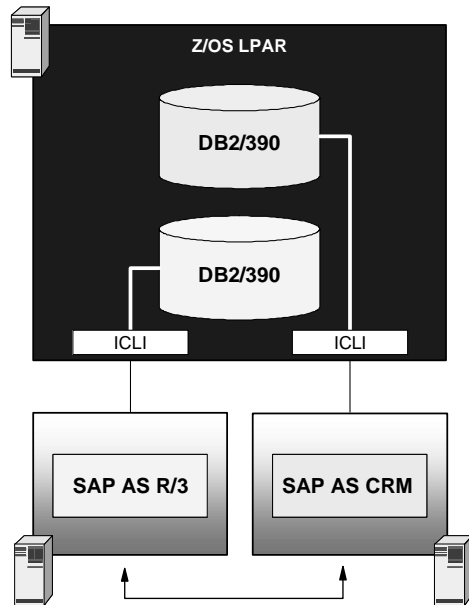 Z/OS LPAR
DB2/390
DB2/390
ICLI
ICLI
SAP AS R/3
SAP AS CRM